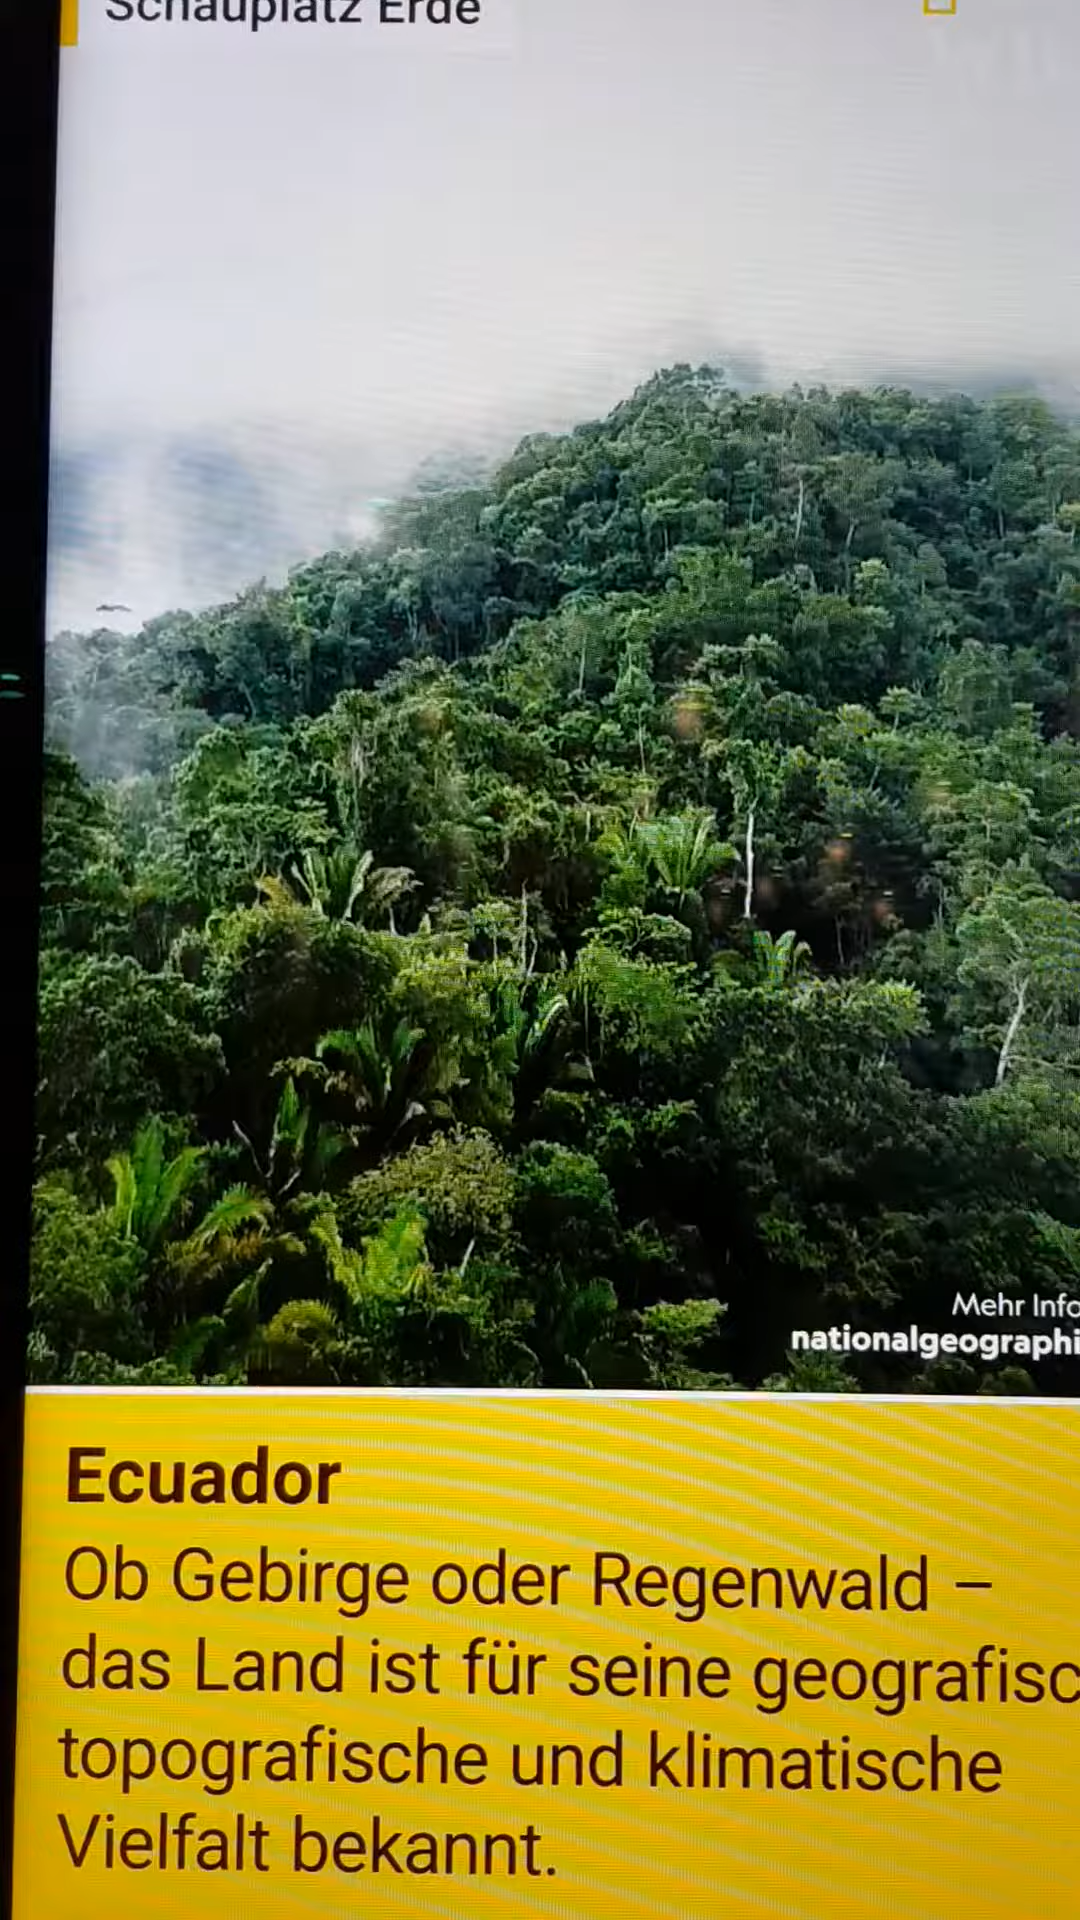 Schauplatz Erde
Mehr Info
nationalgeographi
Ecuador
Ob Gebirge oder Regenwald –
das Land ist für seine geografisc
topografische und klimatische
Vielfalt bekannt.